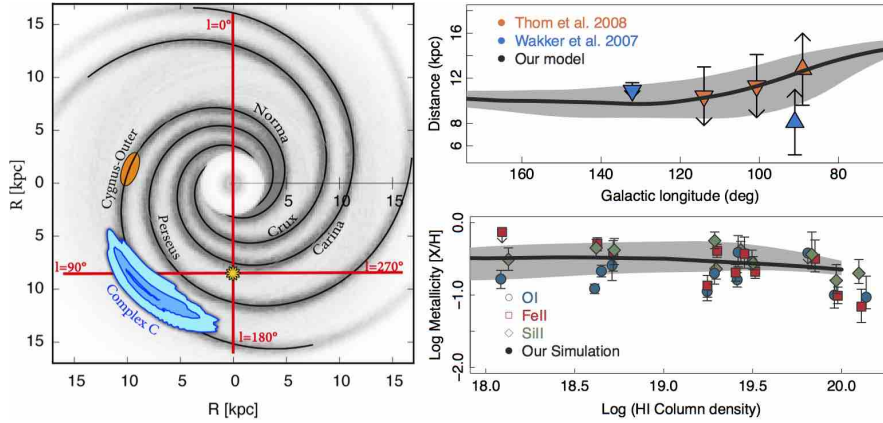 15
10
5
0
5
10
15
R [kpc]
15
10
5
0
5
10
15
R [kpc]
l=0°
l=90°
l=270°
l=180°
Norma
Crux
Carina
Perseus
Cygnus-Outer
Complex C
Thom et al. 2008
Wakker et al. 2007
Our model
Distance (kpc)
14
12
10
8
6
160
140
120
100
80
Galactic longitude (deg)
Log Metallicity [X/H]
0.0
−1.0
−2.0
OI
FeII
SiII
Our Simulation
18.0
18.5
19.0
19.5
20.0
Log (HI Column density)